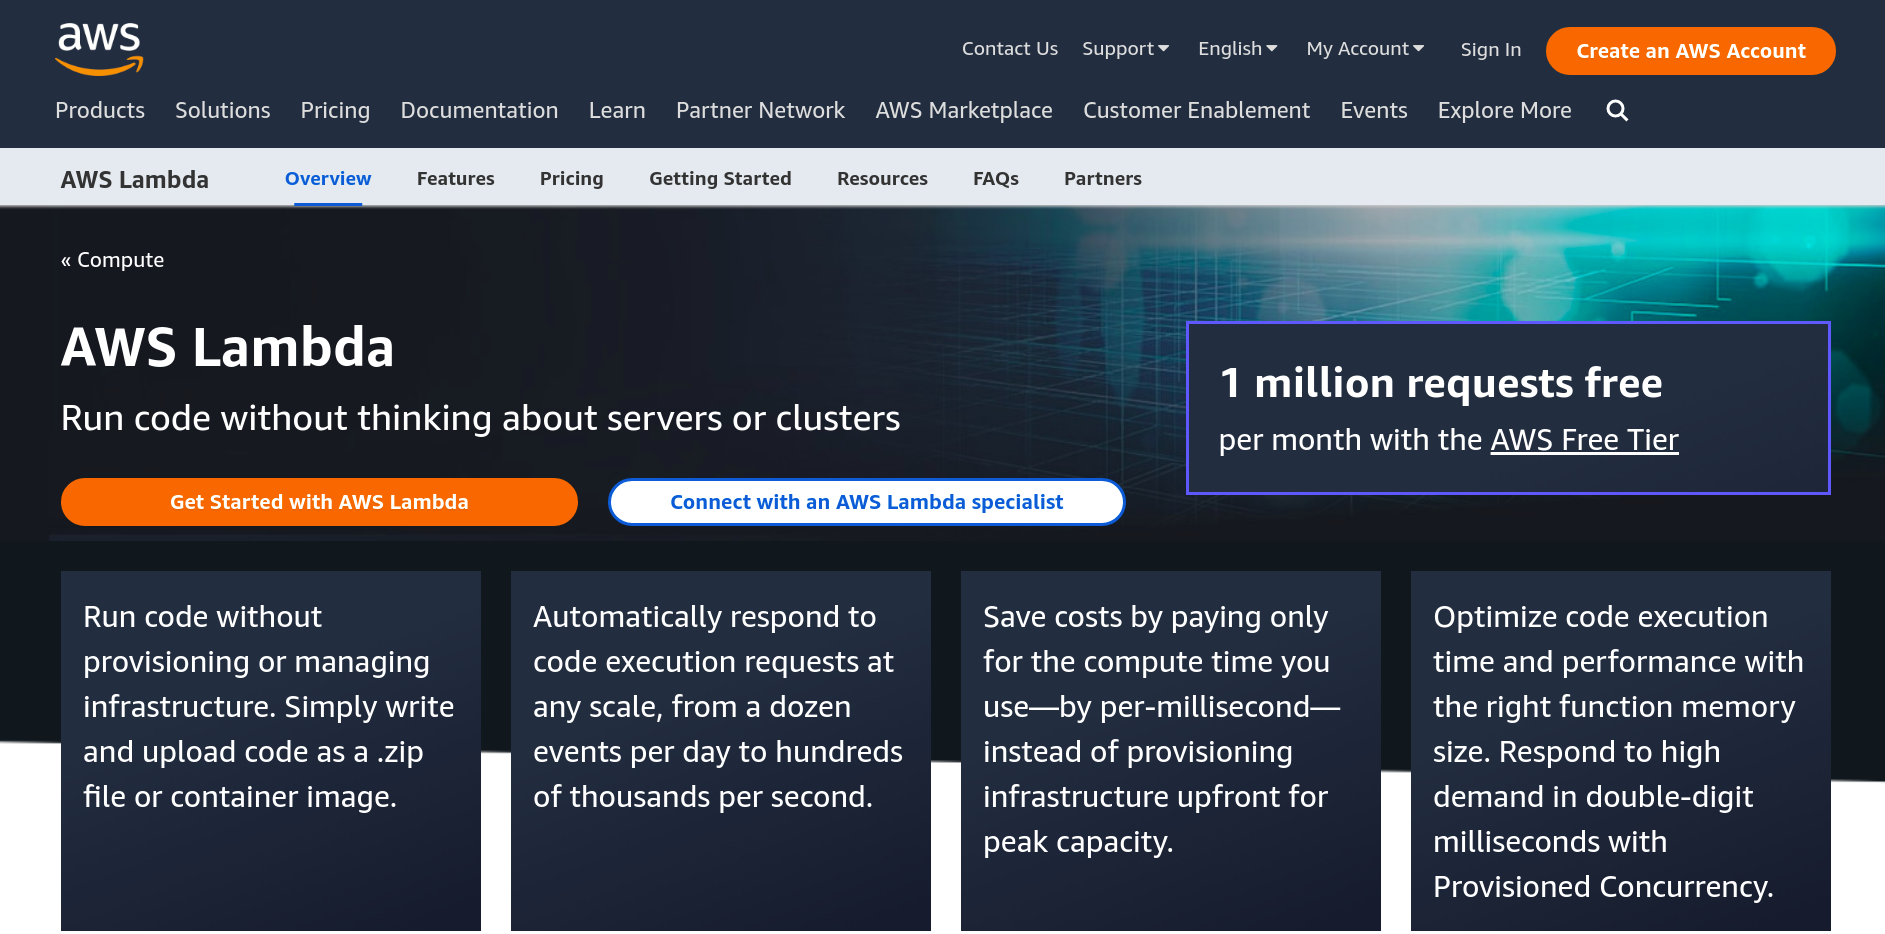 aws
Contact Us Support English My Account Sign In Create an AWS Account
Products Solutions Pricing Documentation Learn Partner Network AWS Marketplace Customer Enablement Events Explore More
AWS Lambda Overview Features Pricing Getting Started Resources FAQs Partners
« Compute
AWS Lambda
Run code without thinking about servers or clusters
Get Started with AWS Lambda
Connect with an AWS Lambda specialist
1 million requests free
per month with the AWS Free Tier
Run code without
provisioning or managing
infrastructure. Simply write
and upload code as a .zip
file or container image.
Automatically respond to
code execution requests at
any scale, from a dozen
events per day to hundreds
of thousands per second.
Save costs by paying only
for the compute time you
use—by per-millisecond—
instead of provisioning
infrastructure upfront for
peak capacity.
Optimize code execution
time and performance with
the right function memory
size. Respond to high
demand in double-digit
milliseconds with
Provisioned Concurrency.